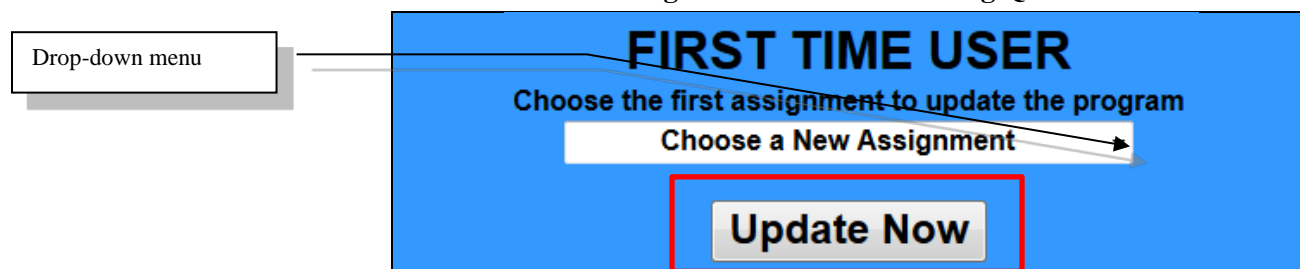 Drop-down menu
FIRST TIME USER
Choose the first assignment to update the program
Choose a New Assignment
Update Now